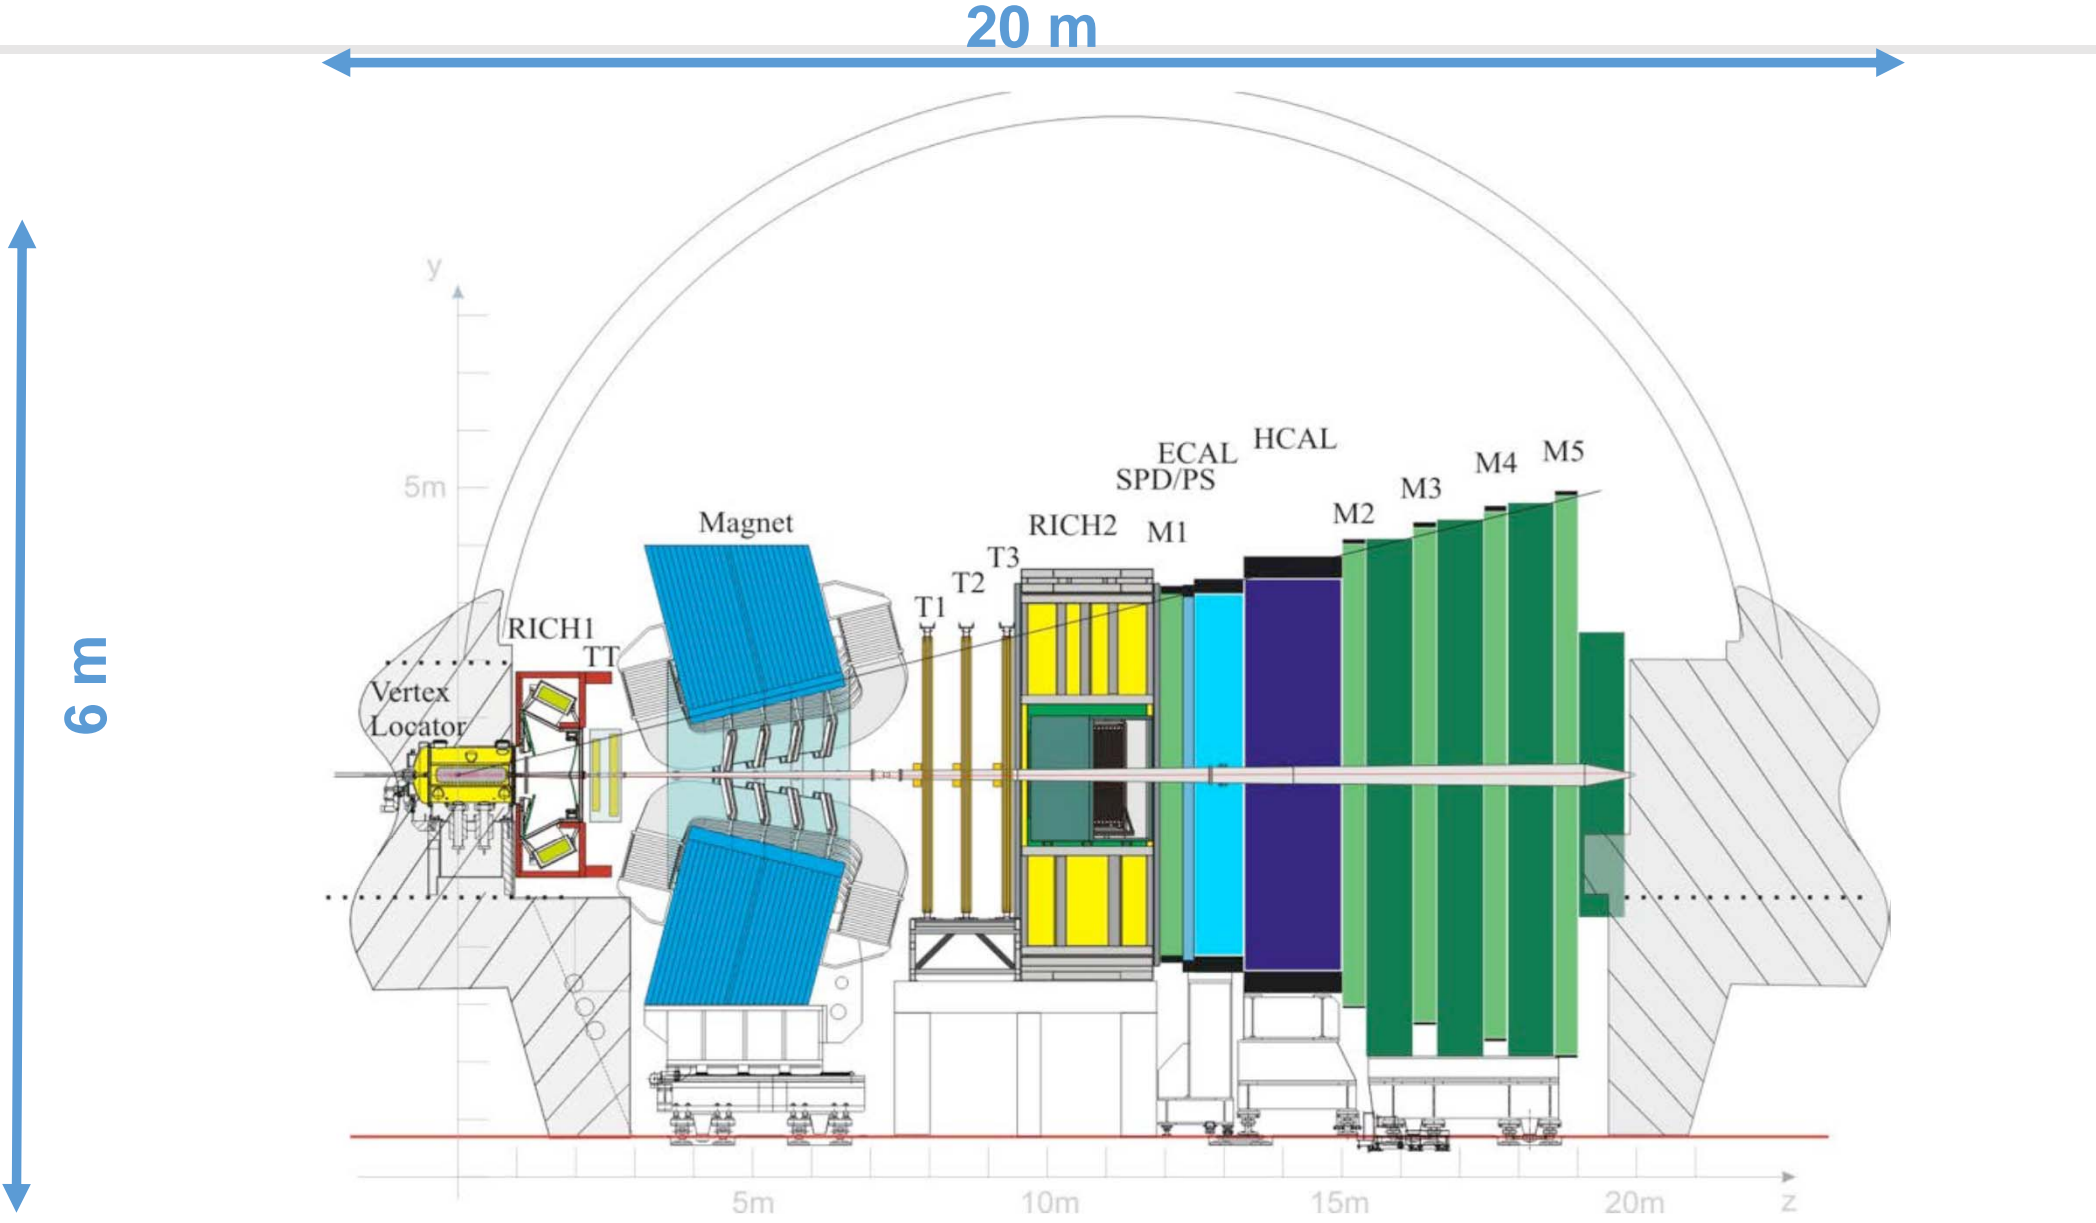 20 m
6 m
y
5m
Magnet
RICH1
TT
Vertex
Locator
T1
T2
T3
RICH2
M1
SPD/PS
ECAL
HCAL
M2
M3
M4
M5
5m
10m
15m
20m
z